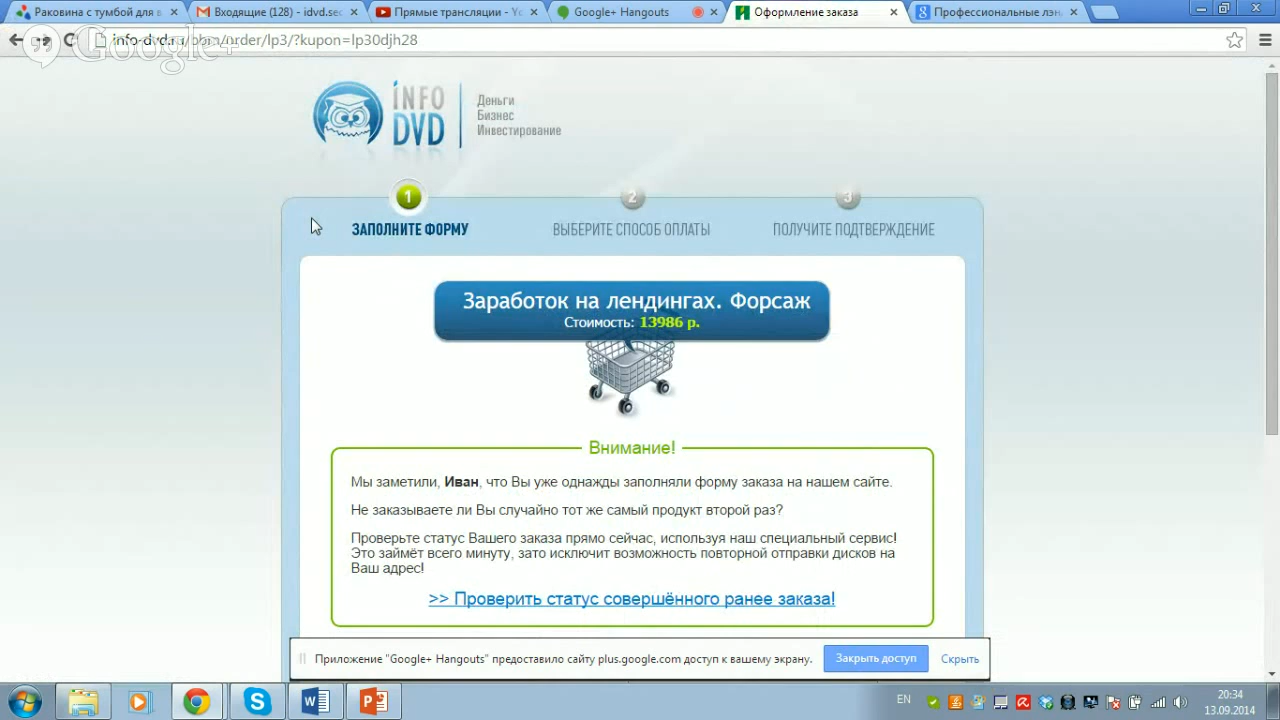 Раковина с тумбой для в
Входящие (128) - idvd.sec
Прямые трансляции - Yo
Google+ Hangouts
Оформление заказа
Профессиональные лэн
order/lp3/?kupon=lp30djh28
Google+
INFO
DVD
Деньги
Бизнес
Инвестирование
1
2
3
ЗАПОЛНИТЕ ФОРМУ
ВЫБЕРИТЕ СПОСОБ ОПЛАТЫ
ПОЛУЧИТЕ ПОДТВЕРЖДЕНИЕ
Заработок на лендингах. Форсаж
Стоимость: 13986 р.
Внимание!
Мы заметили, Иван, что Вы уже однажды заполняли форму заказа на нашем сайте.
Не заказываете ли Вы случайно тот же самый продукт второй раз?
Проверьте статус Вашего заказа прямо сейчас, используя наш специальный сервис!
Это займёт всего минуту, зато исключит возможность повторной отправки дисков на
Ваш адрес!
>> Проверить статус совершённого ранее заказа!
Приложение "Google+ Hangouts" предоставило сайту plus.google.com доступ к вашему экрану.
Закрыть доступ
Скрыть
EN
20:34
13.09.2014